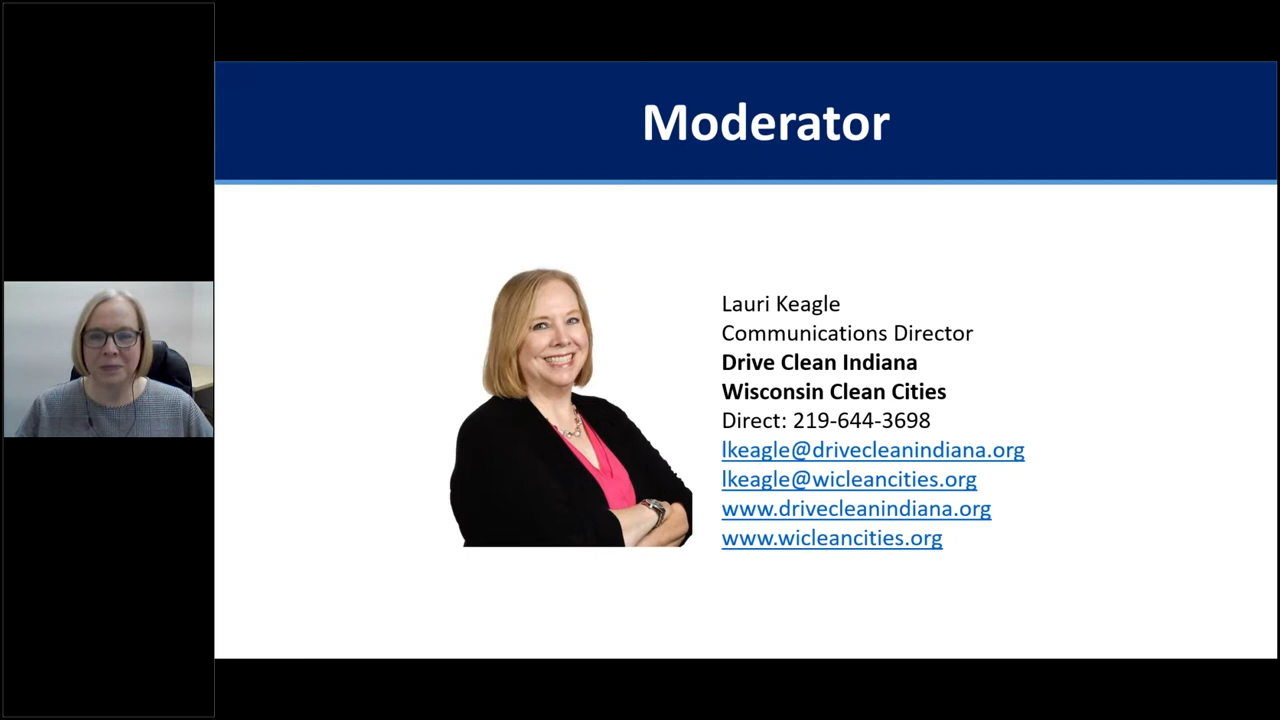 Moderator
Lauri Keagle
Communications Director
Drive Clean Indiana
Wisconsin Clean Cities
Direct: 219-644-3698
lkeagle@drivecleanindiana.org
lkeagle@wicleancities.org
www.drivecleanindiana.org
www.wicleancities.org